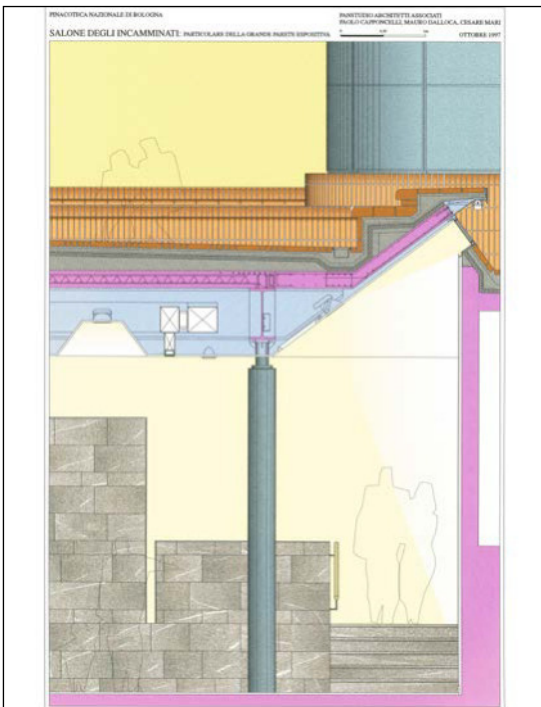 PINACOTECA NAZIONALE DI BOLOGNA
SALONE DEGLI INCAMMINATI: PARTICOLARE DELLA GRANDE PARETE ESPOSITIVA
PANSTUDIO ARCHITETTI ASSOCIATI
PAOLO CAPPONCELLI, MAURO DALLOCA, CESARE MARI
OTTOBRE 1997